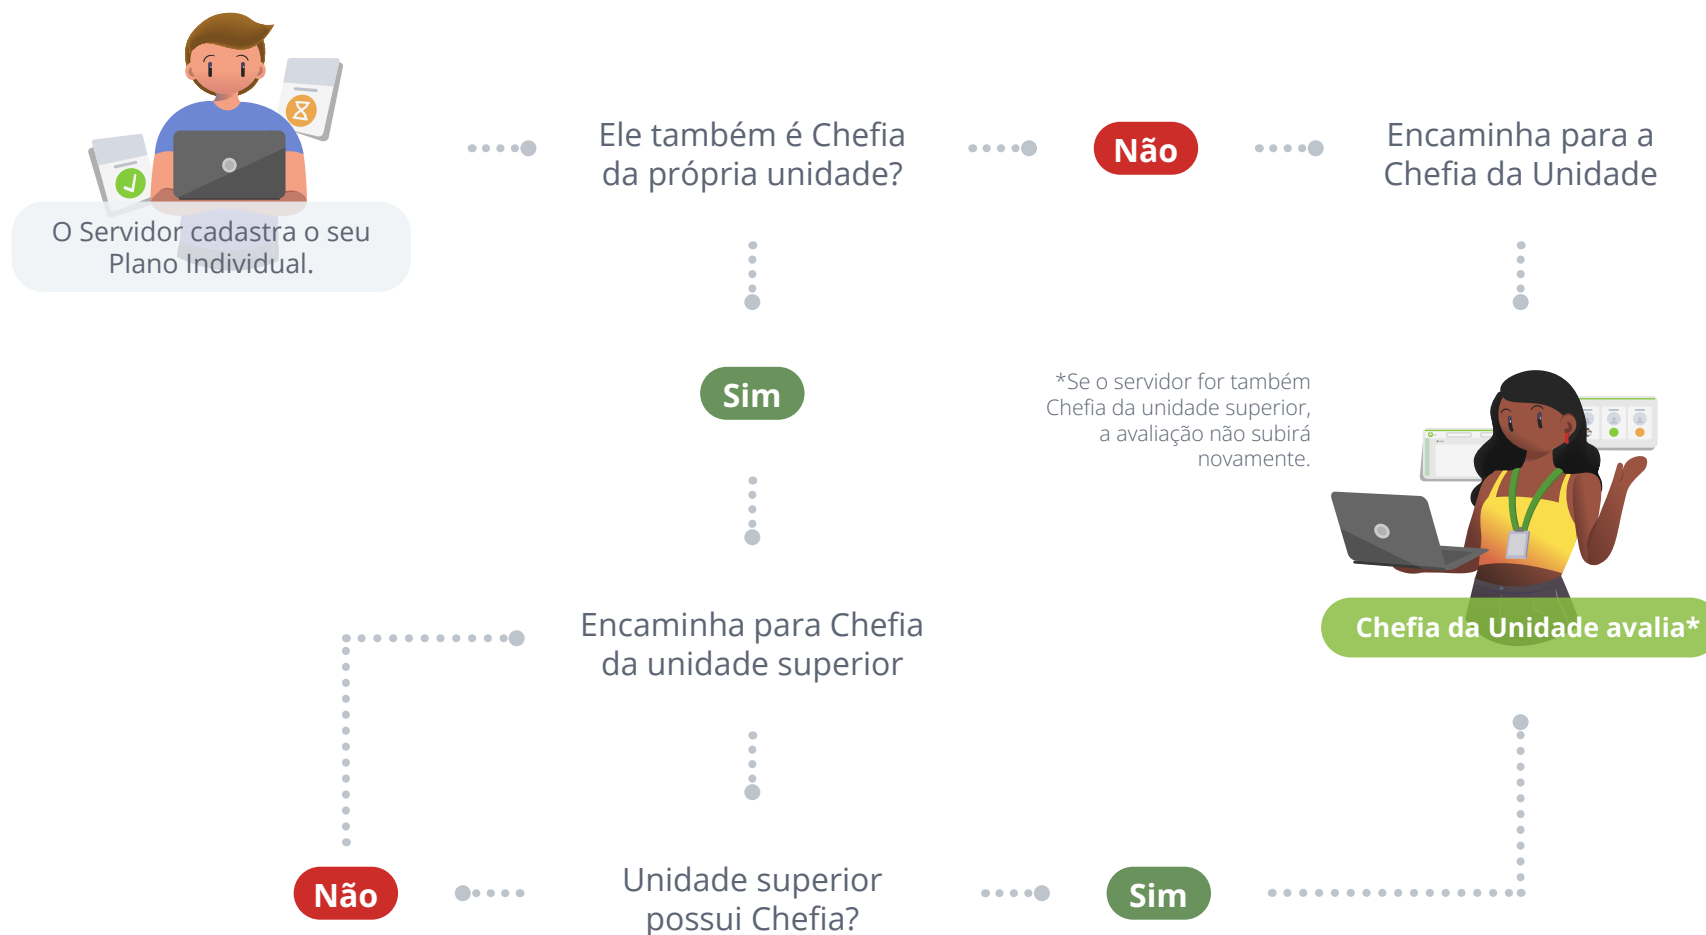 O Servidor cadastra o seu
Plano Individual.
Ele também é Chefia
da própria unidade?
Não
Encaminha para a
Chefia da Unidade
Sim
*Se o servidor for também
Chefia da unidade superior,
a avaliação não subirá
novamente.
Chefia da Unidade avalia*
Encaminha para Chefia
da unidade superior
Não
Unidade superior
possui Chefia?
Sim